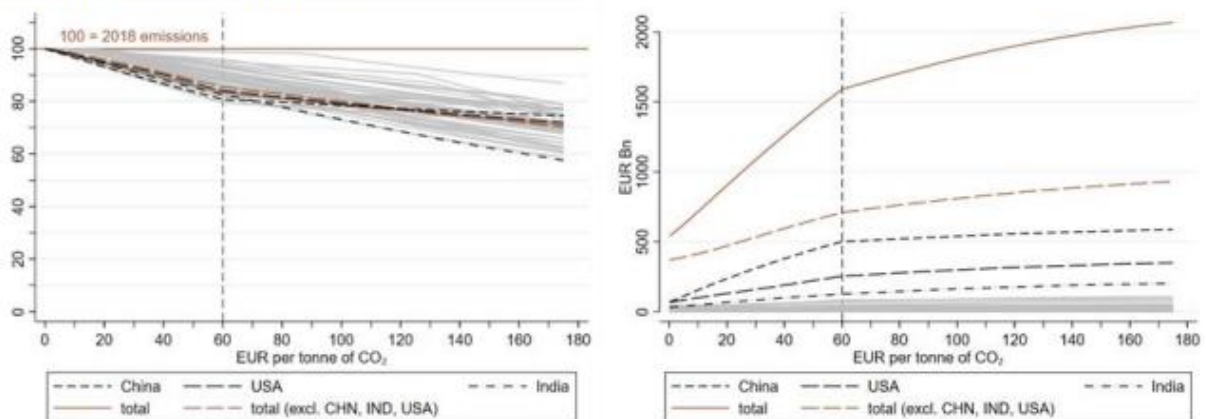 100 = 2018 emissions
100
80
60
40
20
0
0 20 40 60 80 100 120 140 160 180
EUR per tonne of CO₂
China USA India
total total (excl. CHN, IND, USA)
2000
1500
1000
500
0
EUR Bn
0 20 40 60 80 100 120 140 160 180
EUR per tonne of CO₂
China USA India
total total (excl. CHN, IND, USA)